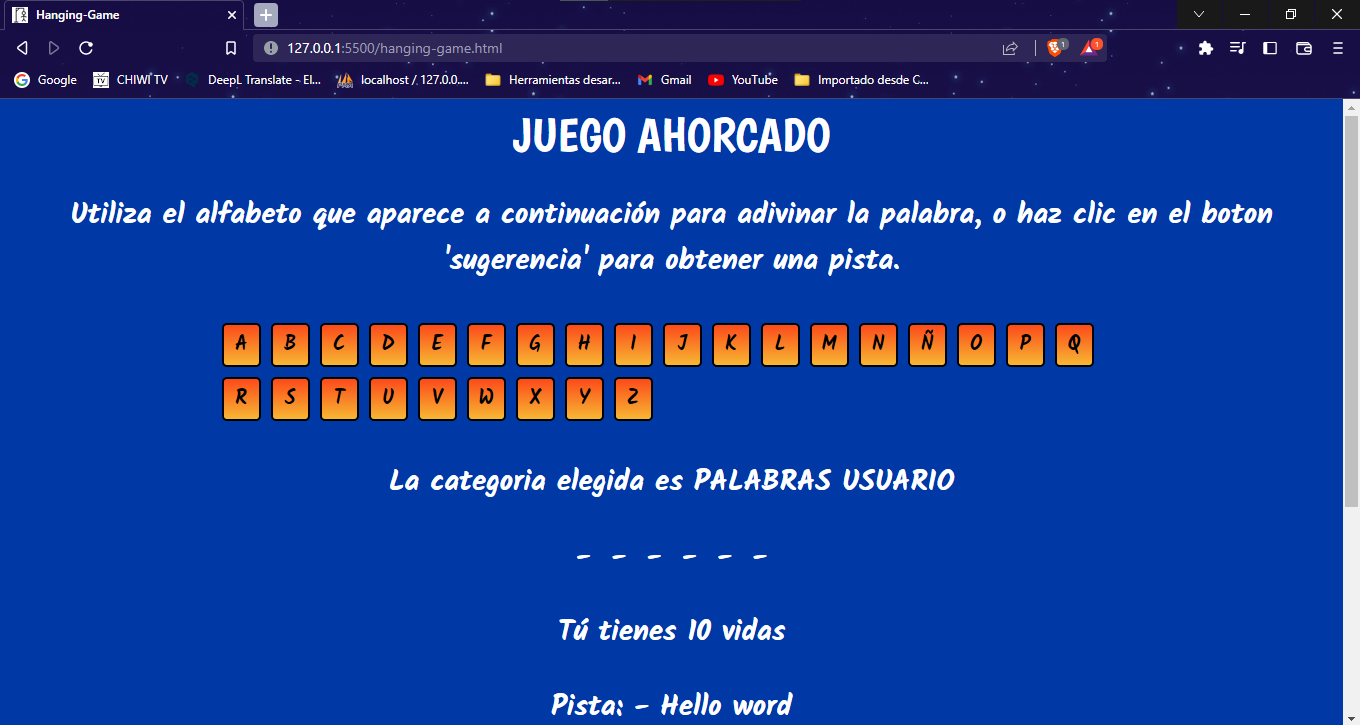 Hanging-Game
127.0.0.1:5500/hanging-game.html
1 1
Google CHIWI TV DeepL Translate – El... localhost / 127.0.0.... Herramientas desar... Gmail YouTube Importado desde C...
JUEGO AHORCADO
Utiliza el alfabeto que aparece a continuación para adivinar la palabra, o haz clic en el boton
'sugerencia' para obtener una pista.
A B C D E F G H I J K L M N Ñ O P Q
R S T U V W X Y Z
La categoria elegida es PALABRAS USUARIO
_ _ _ _ _ _
Tú tienes 10 vidas
Pista: - Hello word